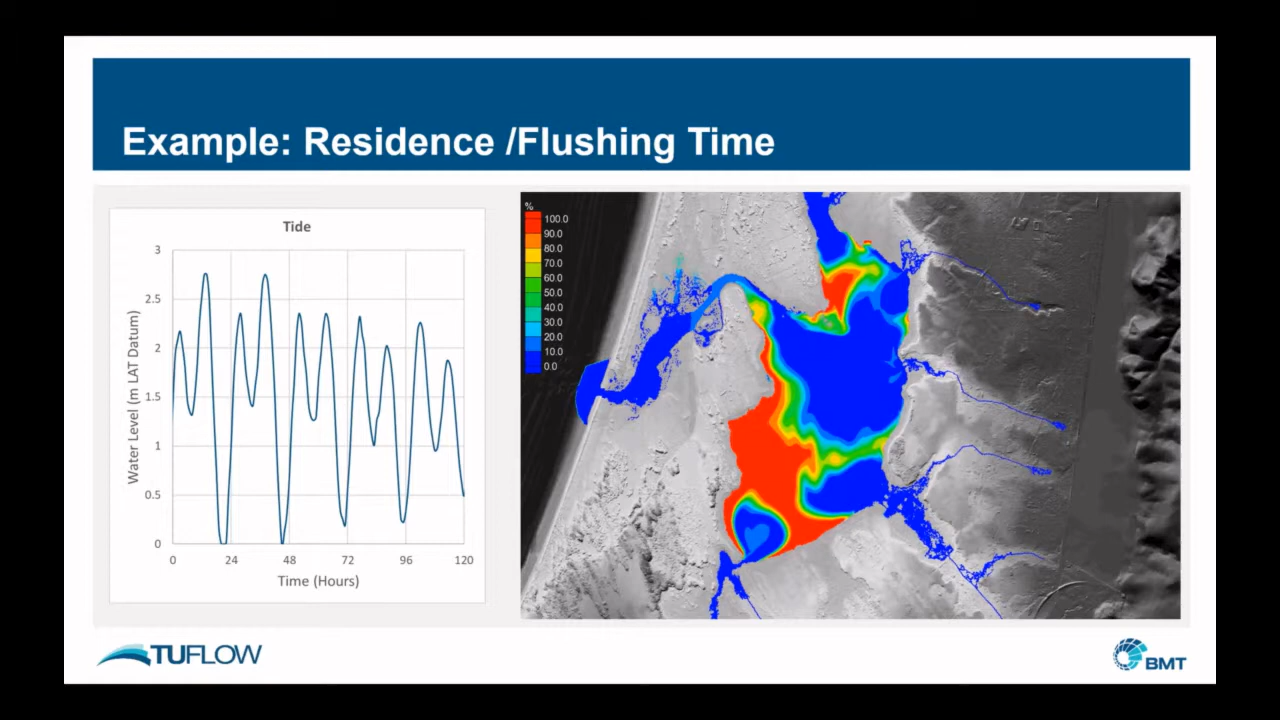 Example: Residence /Flushing Time
Tide
Water Level (m LAT Datum)
3
2.5
2
1.5
1
0.5
0
0 24 48 72 96 120
Time (Hours)
%
100.0
90.0
80.0
70.0
60.0
50.0
40.0
30.0
20.0
10.0
0.0
TUFLOW
BMT